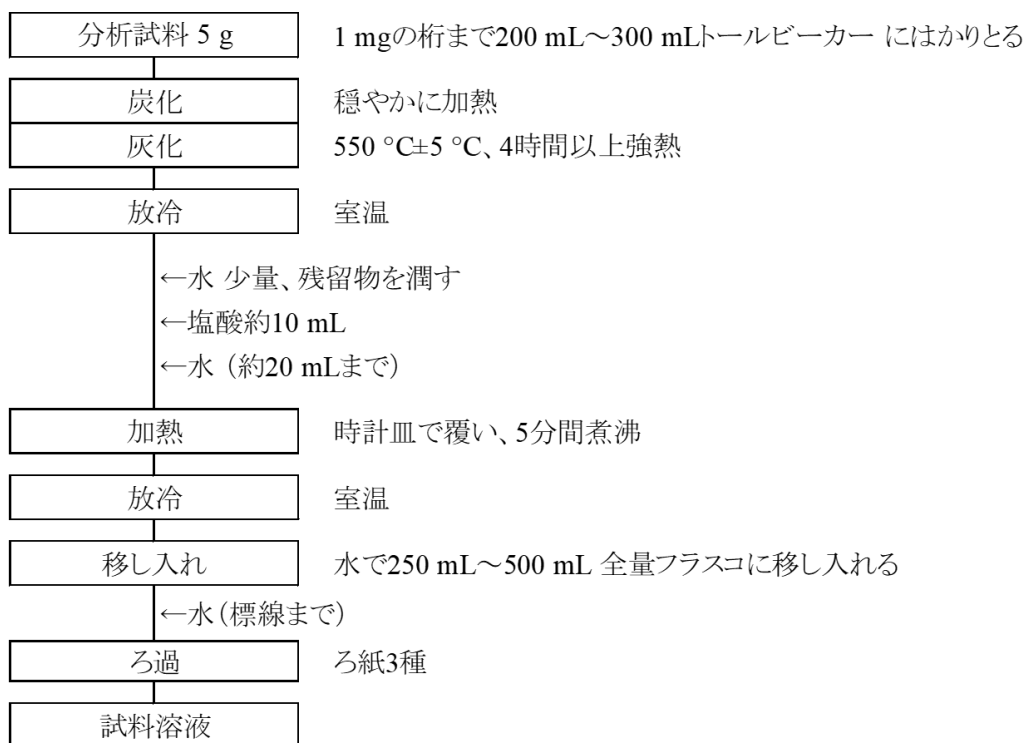 分析試料 5 g 1 mgの桁まで200 mL～300 mLトールビーカー にはかりとる
炭化 穏やかに加熱
灰化 550 °C±5 °C、4時間以上強熱
放冷 室温
←水 少量、残留物を潤す
←塩酸約10 mL
←水（約20 mLまで）
加熱 時計皿で覆い、5分間煮沸
放冷 室温
移し入れ 水で250 mL～500 mL 全量フラスコに移し入れる
←水（標線まで）
ろ過 ろ紙3種
試料溶液